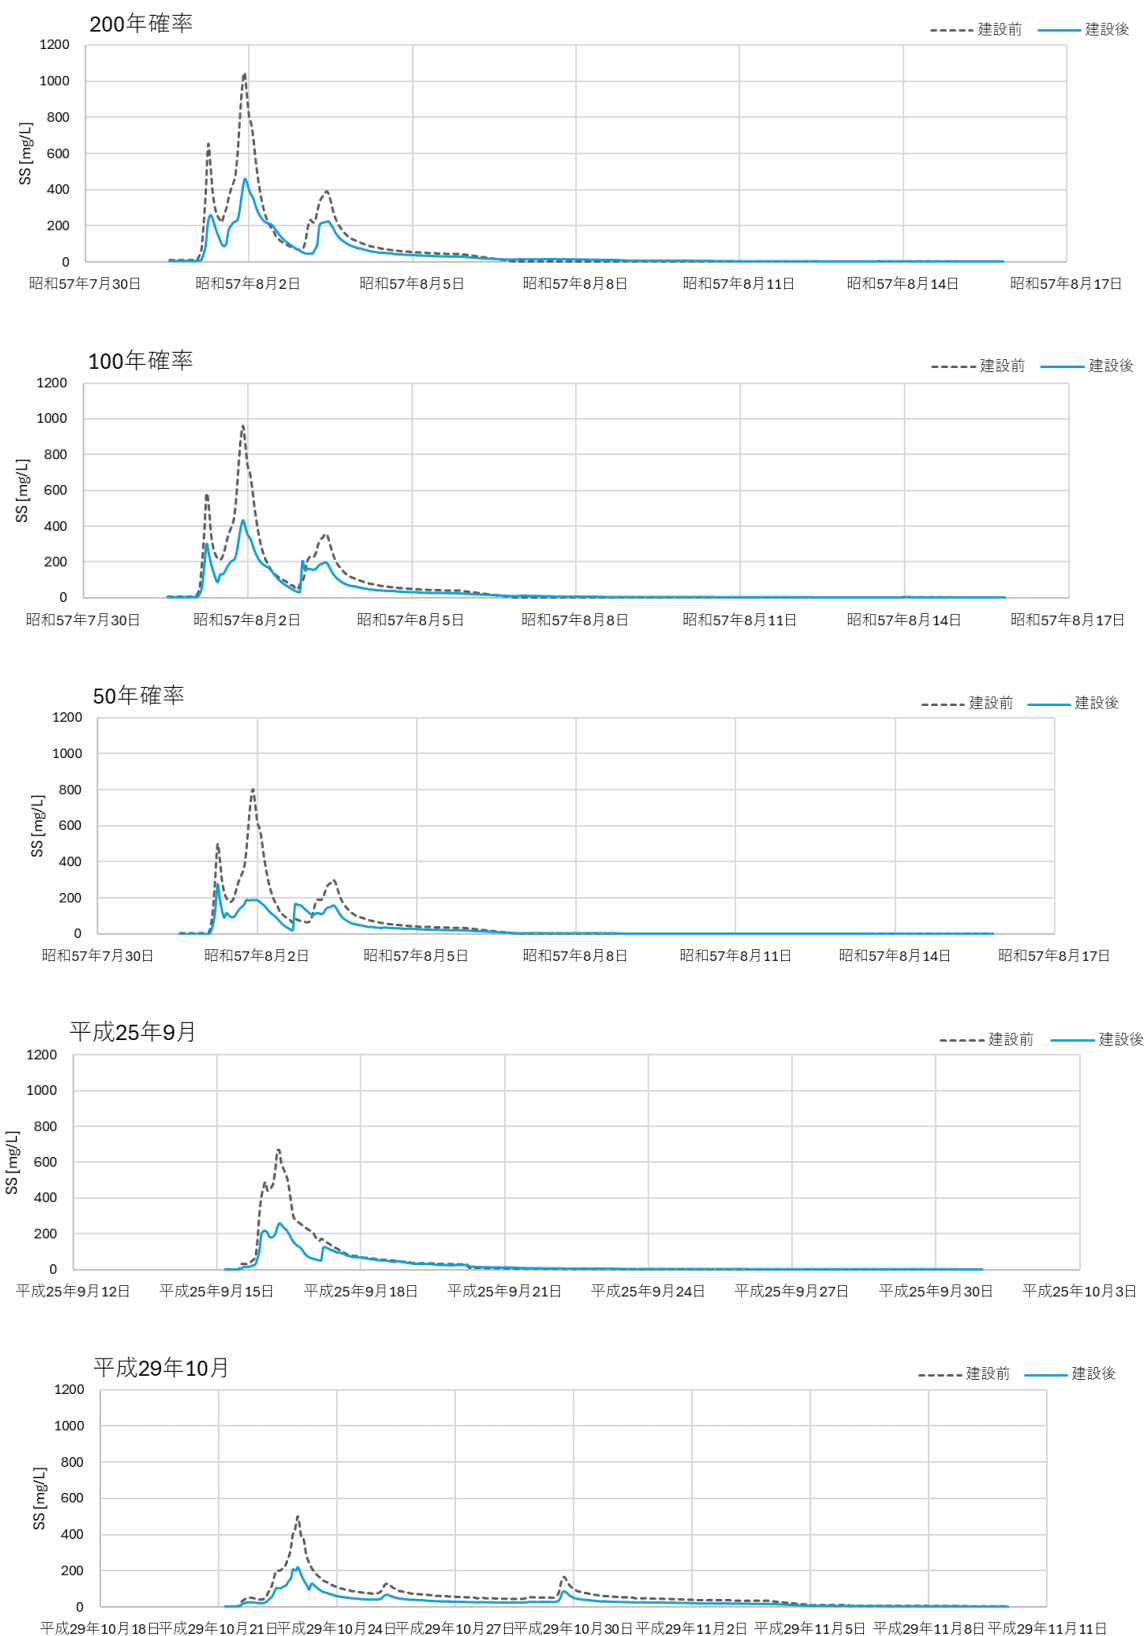 200年確率
建設前 建設後
1200
1000
800
600
400
200
0
SS [mg/L]
昭和57年7月30日 昭和57年8月2日 昭和57年8月5日 昭和57年8月8日 昭和57年8月11日 昭和57年8月14日 昭和57年8月17日
100年確率
建設前 建設後
1200
1000
800
600
400
200
0
SS [mg/L]
昭和57年7月30日 昭和57年8月2日 昭和57年8月5日 昭和57年8月8日 昭和57年8月11日 昭和57年8月14日 昭和57年8月17日
50年確率
建設前 建設後
1200
1000
800
600
400
200
0
SS [mg/L]
昭和57年7月30日 昭和57年8月2日 昭和57年8月5日 昭和57年8月8日 昭和57年8月11日 昭和57年8月14日 昭和57年8月17日
平成25年9月
建設前 建設後
1200
1000
800
600
400
200
0
SS [mg/L]
平成25年9月12日 平成25年9月15日 平成25年9月18日 平成25年9月21日 平成25年9月24日 平成25年9月27日 平成25年9月30日 平成25年10月3日
平成29年10月
建設前 建設後
1200
1000
800
600
400
200
0
SS [mg/L]
平成29年10月18日 平成29年10月21日 平成29年10月24日 平成29年10月27日 平成29年10月30日 平成29年11月2日 平成29年11月5日 平成29年11月8日 平成29年11月11日